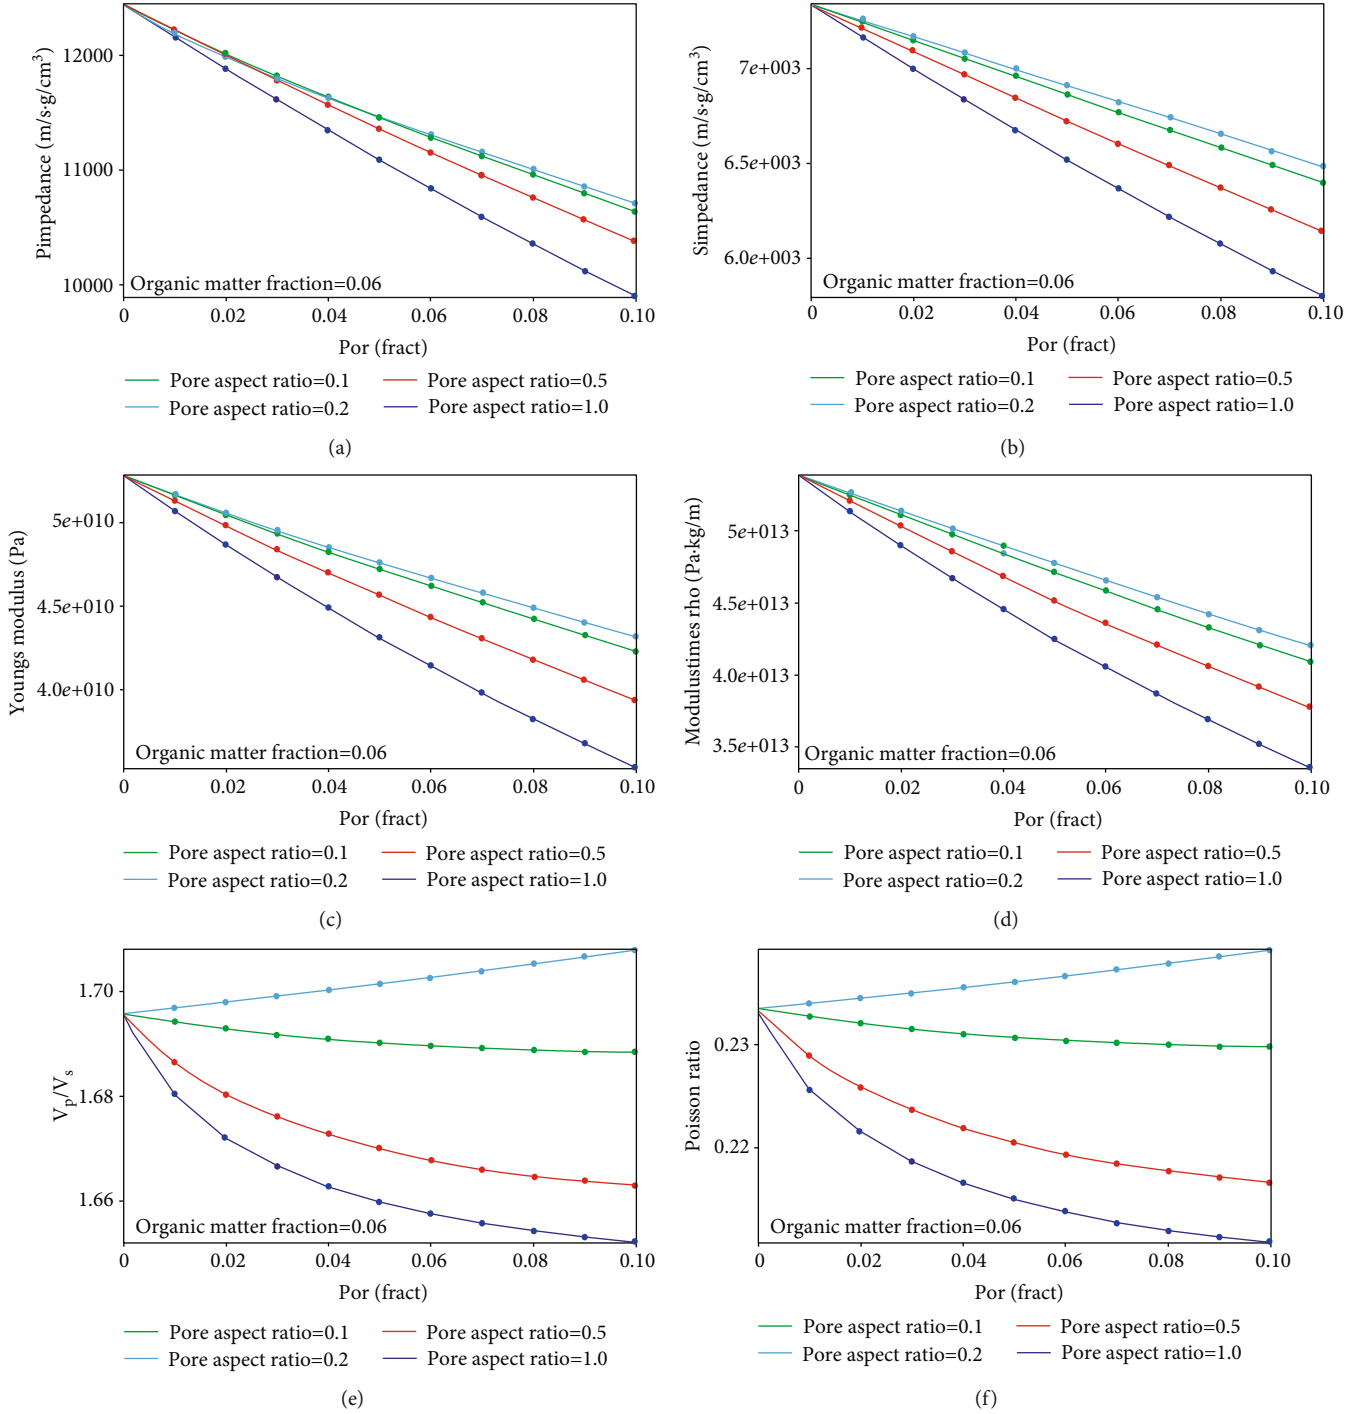 Pimpedance (m/s·g/cm³)
12000
11000
10000
Organic matter fraction=0.06
0 0.02 0.04 0.06 0.08 0.10
Por (fract)
Pore aspect ratio=0.1 Pore aspect ratio=0.5
Pore aspect ratio=0.2 Pore aspect ratio=1.0
(a)
Simpedance (m/s·g/cm³)
7e+003
6.5e+003
6.0e+003
Organic matter fraction=0.06
0 0.02 0.04 0.06 0.08 0.10
Por (fract)
Pore aspect ratio=0.1 Pore aspect ratio=0.5
Pore aspect ratio=0.2 Pore aspect ratio=1.0
(b)
Youngs modulus (Pa)
5e+010
4.5e+010
4.0e+010
Organic matter fraction=0.06
0 0.02 0.04 0.06 0.08 0.10
Por (fract)
Pore aspect ratio=0.1 Pore aspect ratio=0.5
Pore aspect ratio=0.2 Pore aspect ratio=1.0
(c)
Modulustimes rho (Pa·kg/m)
5e+013
4.5e+013
4.0e+013
3.5e+013
Organic matter fraction=0.06
0 0.02 0.04 0.06 0.08 0.10
Por (fract)
Pore aspect ratio=0.1 Pore aspect ratio=0.5
Pore aspect ratio=0.2 Pore aspect ratio=1.0
(d)
Vp/Vs
1.70
1.68
1.66
Organic matter fraction=0.06
0 0.02 0.04 0.06 0.08 0.10
Por (fract)
Pore aspect ratio=0.1 Pore aspect ratio=0.5
Pore aspect ratio=0.2 Pore aspect ratio=1.0
(e)
Poisson ratio
0.23
0.22
Organic matter fraction=0.06
0 0.02 0.04 0.06 0.08 0.10
Por (fract)
Pore aspect ratio=0.1 Pore aspect ratio=0.5
Pore aspect ratio=0.2 Pore aspect ratio=1.0
(f)